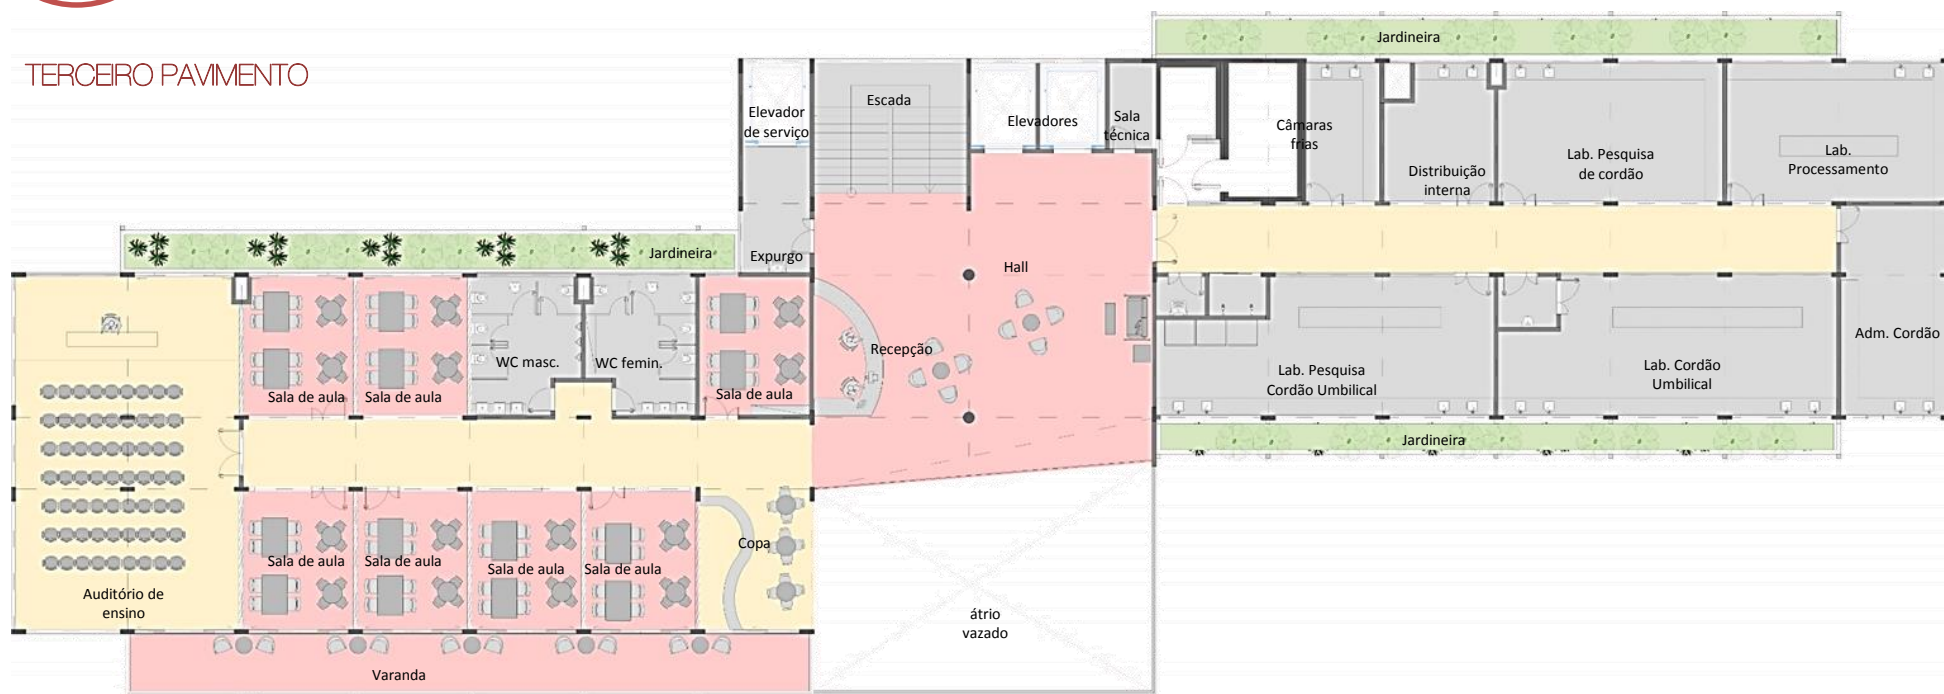 TERCEIRO PAVIMENTO
Jardineira
Elevador
de serviço
Escada
Elevadores
Sala
técnica
Câmaras
frias
Distribuição
interna
Lab. Pesquisa
de cordão
Lab.
Processamento
Jardineira
Expurgo
Hall
Recepção
WC masc.
WC femin.
Sala de aula
Sala de aula
Sala de aula
Lab. Pesquisa
Cordão Umbilical
Lab. Cordão
Umbilical
Adm. Cordão
Jardineira
Auditório de
ensino
Sala de aula
Sala de aula
Sala de aula
Sala de aula
Copa
átrio
vazado
Varanda